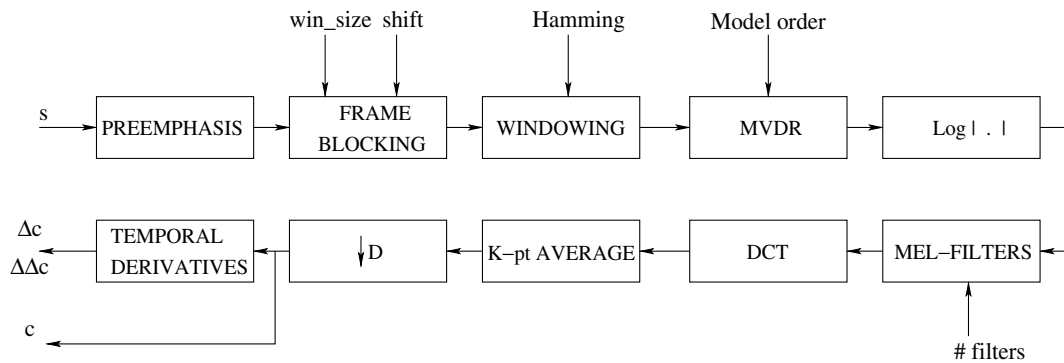 win_size shift
Hamming
Model order
s
PREEMPHASIS
FRAME
BLOCKING
WINDOWING
MVDR
Log | . |
Δc
ΔΔc
TEMPORAL
DERIVATIVES
↓D
K−pt AVERAGE
DCT
MEL−FILTERS
c
# filters